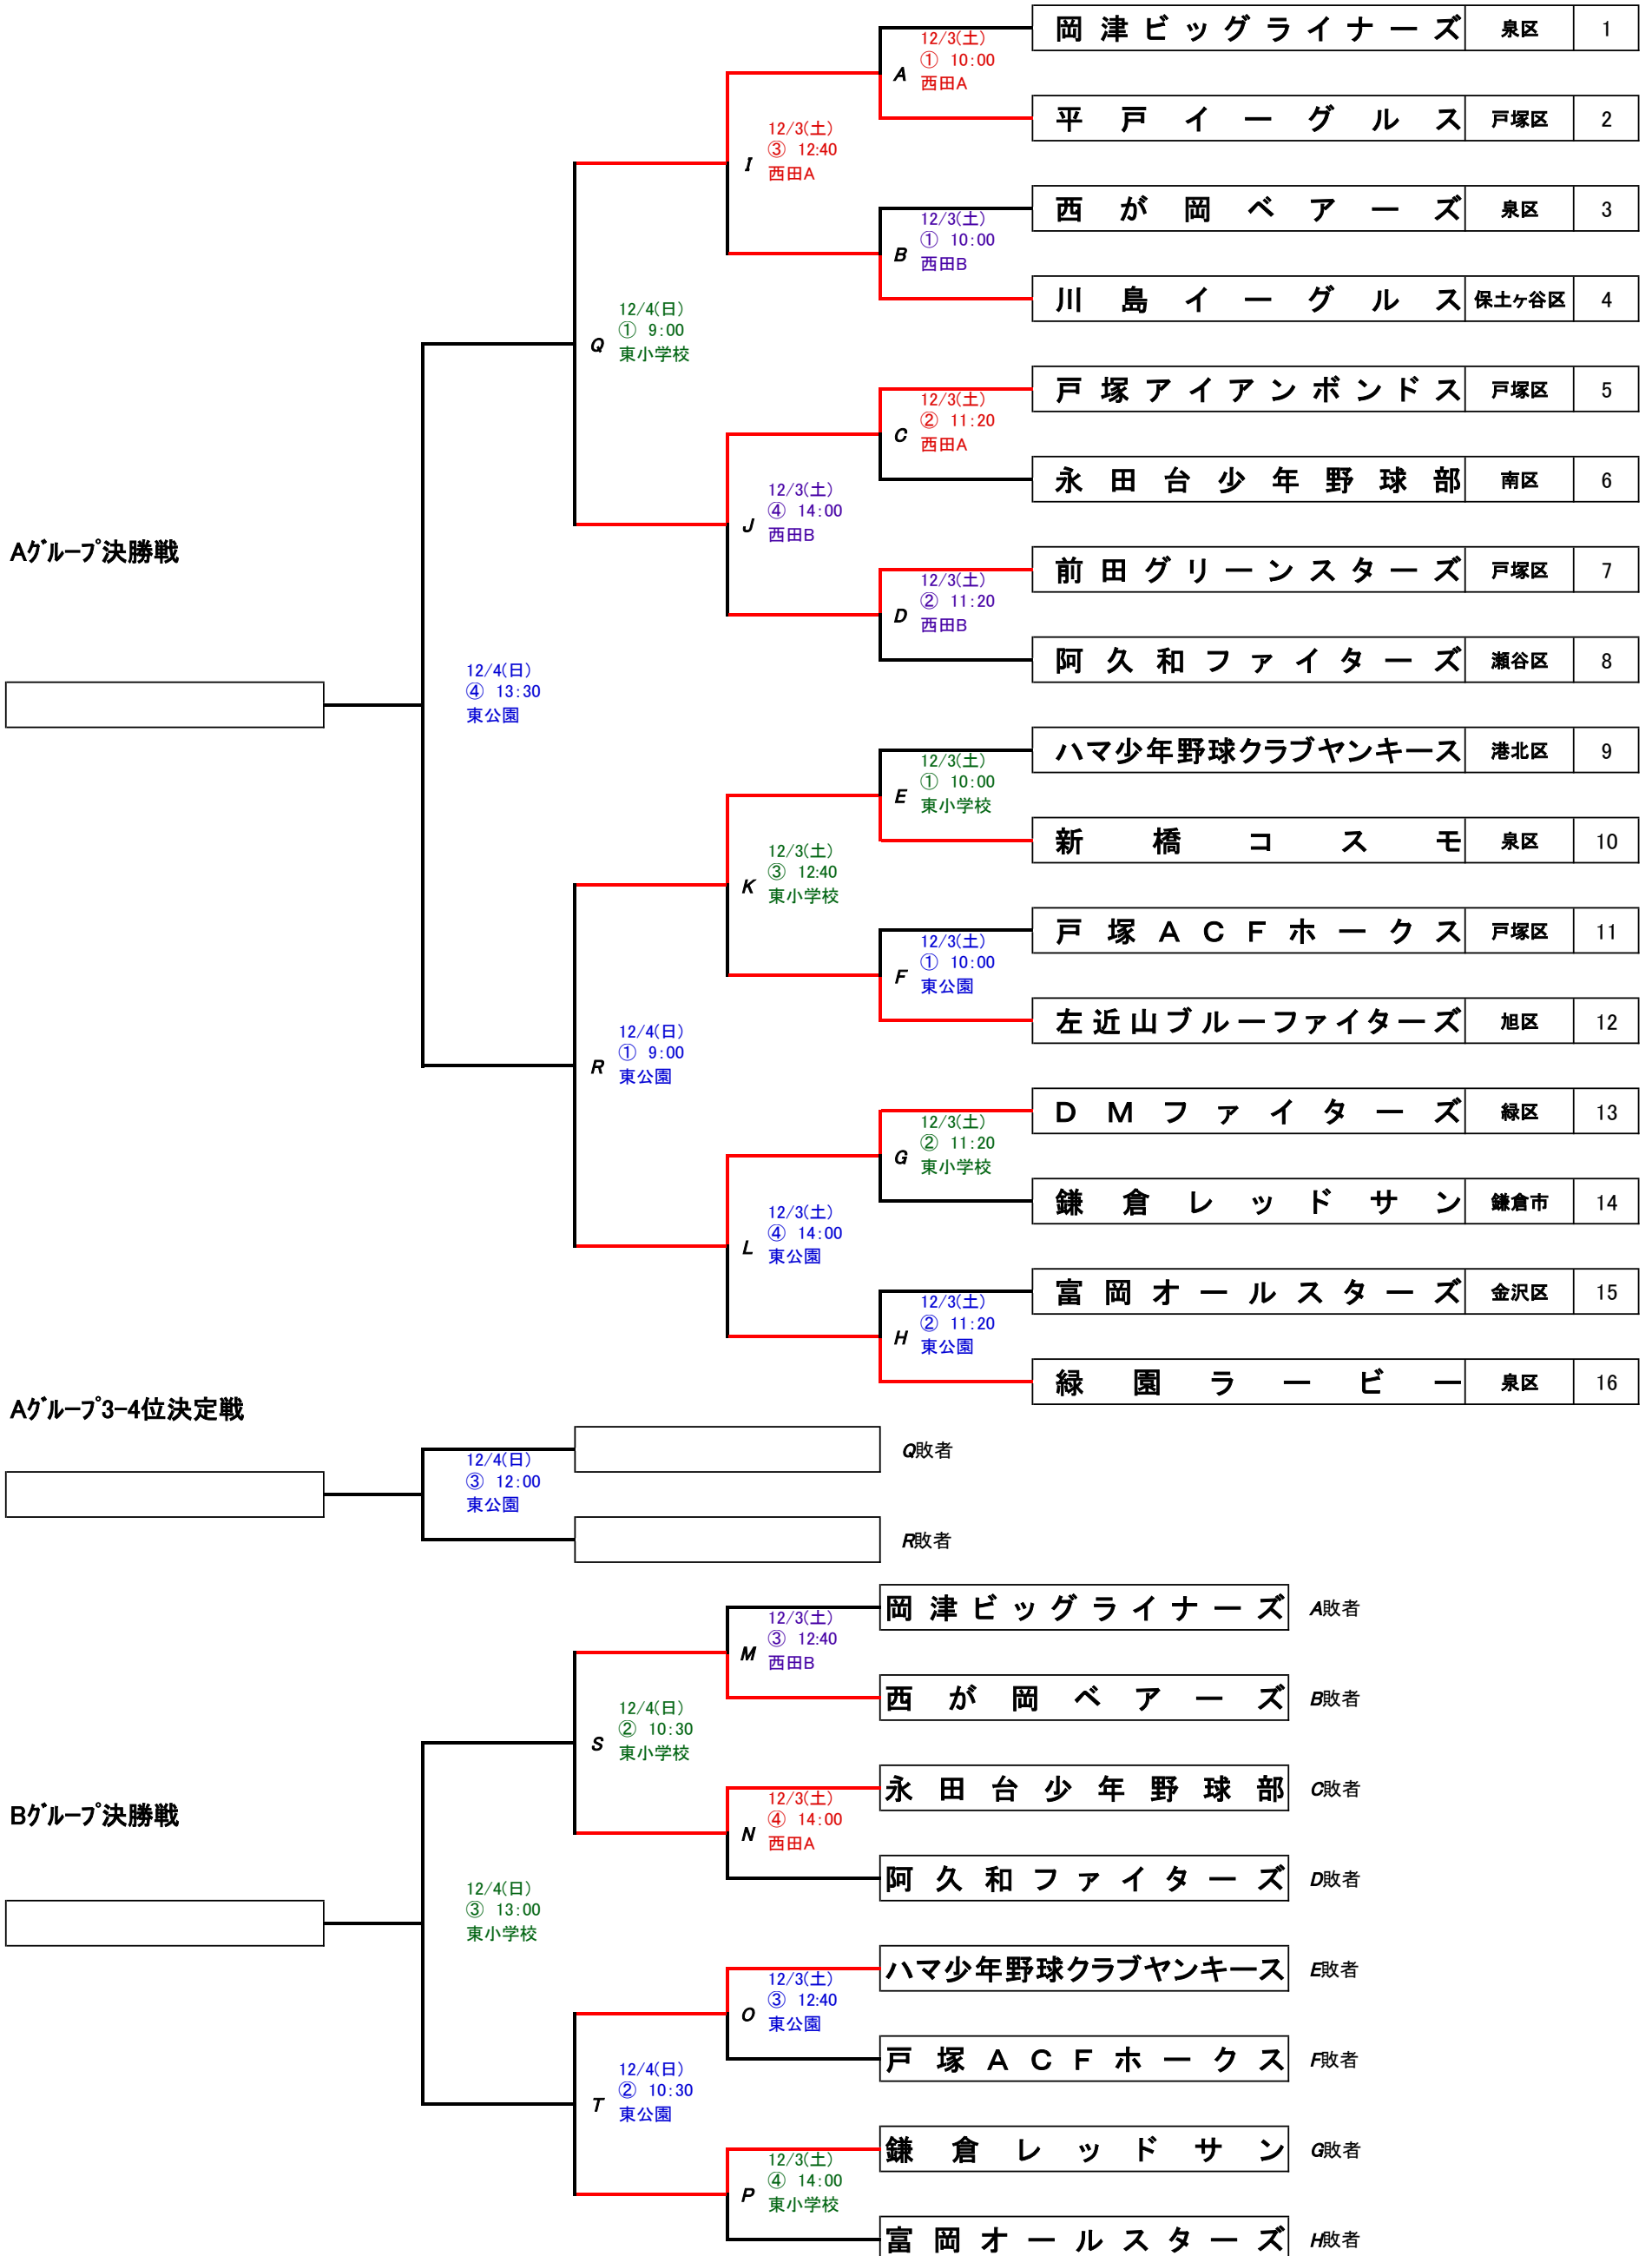 岡津ビッグライナーズ 泉区 1
12/3(土)
① 10:00
A
西田A
平戸イーグルス 戸塚区 2
12/3(土)
③ 12:40
I
西田A
西が岡ベアーズ 泉区 3
12/3(土)
① 10:00
B
西田B
川島イーグルス 保土ヶ谷区 4
12/4(日)
① 9:00
Q
東小学校
戸塚アイアンボンドス 戸塚区 5
12/3(土)
② 11:20
C
西田A
永田台少年野球部 南区 6
12/3(土)
④ 14:00
J
西田B
Aグループ決勝戦
前田グリーンスターズ 戸塚区 7
12/3(土)
② 11:20
D
西田B
阿久和ファイターズ 瀬谷区 8
12/4(日)
④ 13:30
東公園
ハマ少年野球クラブヤンキース 港北区 9
12/3(土)
① 10:00
E
東小学校
新橋コスモ 泉区 10
12/3(土)
③ 12:40
K
東小学校
戸塚ACFホークス 戸塚区 11
12/3(土)
① 10:00
F
東公園
左近山ブルーファイターズ 旭区 12
12/4(日)
① 9:00
R
東公園
DMファイターズ 緑区 13
12/3(土)
② 11:20
G
東小学校
鎌倉レッドサン 鎌倉市 14
12/3(土)
④ 14:00
L
東公園
富岡オールスターズ 金沢区 15
12/3(土)
② 11:20
H
東公園
緑園ラービー 泉区 16
Aグループ3-4位決定戦
Q敗者
12/4(日)
③ 12:00
東公園
R敗者
岡津ビッグライナーズ A敗者
12/3(土)
③ 12:40
M
西田B
西が岡ベアーズ B敗者
12/4(日)
② 10:30
S
東小学校
永田台少年野球部 C敗者
12/3(土)
④ 14:00
N
西田A
Bグループ決勝戦
阿久和ファイターズ D敗者
12/4(日)
③ 13:00
東小学校
ハマ少年野球クラブヤンキース E敗者
12/3(土)
③ 12:40
O
東公園
戸塚ACFホークス F敗者
12/4(日)
② 10:30
T
東公園
鎌倉レッドサン G敗者
12/3(土)
④ 14:00
P
東小学校
富岡オールスターズ H敗者